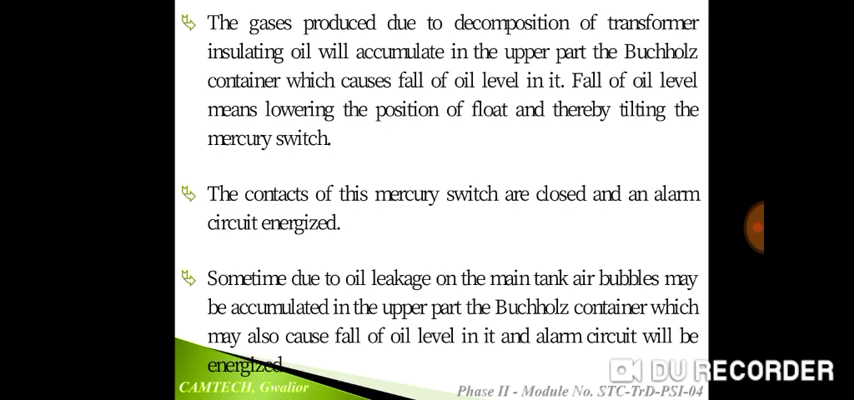 The gases produced due to decomposition of transformer
insulating oil will accumulate in the upper part the Buchholz
container which causes fall of oil level in it. Fall of oil level
means lowering the position of float and thereby tilting the
mercury switch.
The contacts of this mercury switch are closed and an alarm
circuit energized.
Sometime due to oil leakage on the main tank air bubbles may
be accumulated in the upper part the Buchholz container which
may also cause fall of oil level in it and alarm circuit will be
energized.
CAMTECH, Gwalior
Phase II - Module No. STC-TrD-PSI-04
DU RECORDER